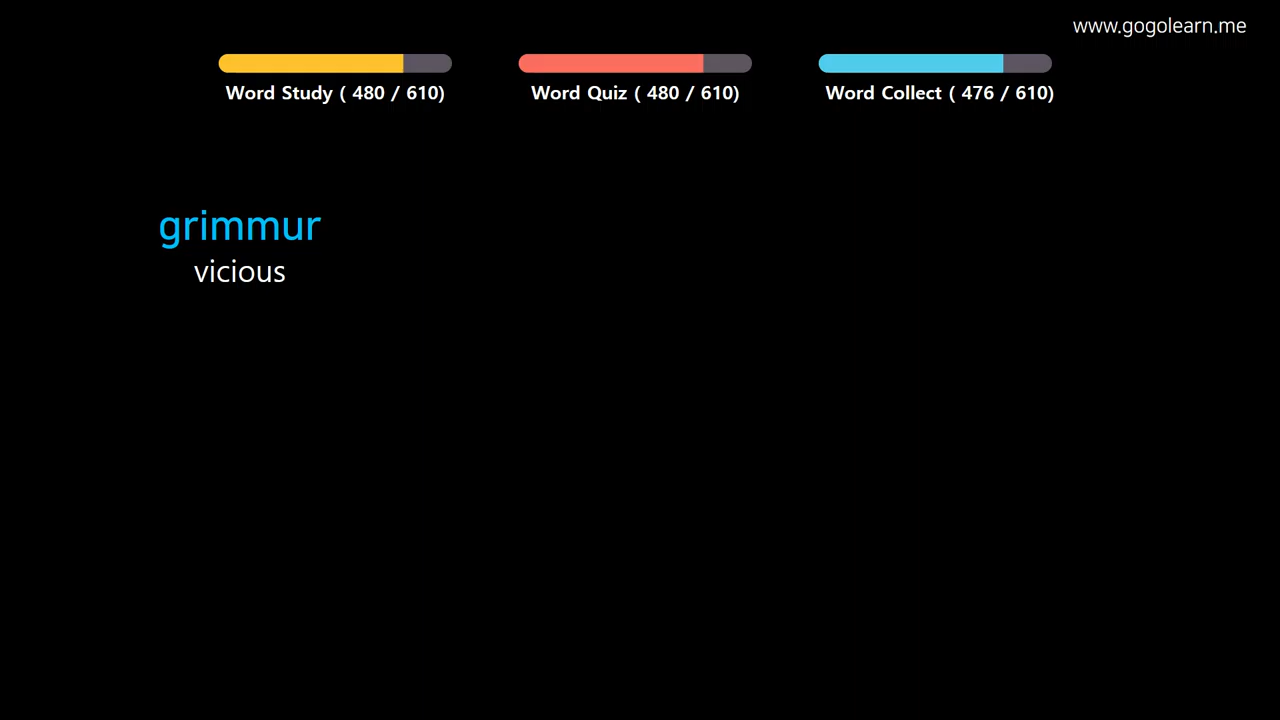 www.gogolearn.me
Word Study ( 480 / 610)
Word Quiz ( 480 / 610)
Word Collect ( 476 / 610)
grimmur
vicious